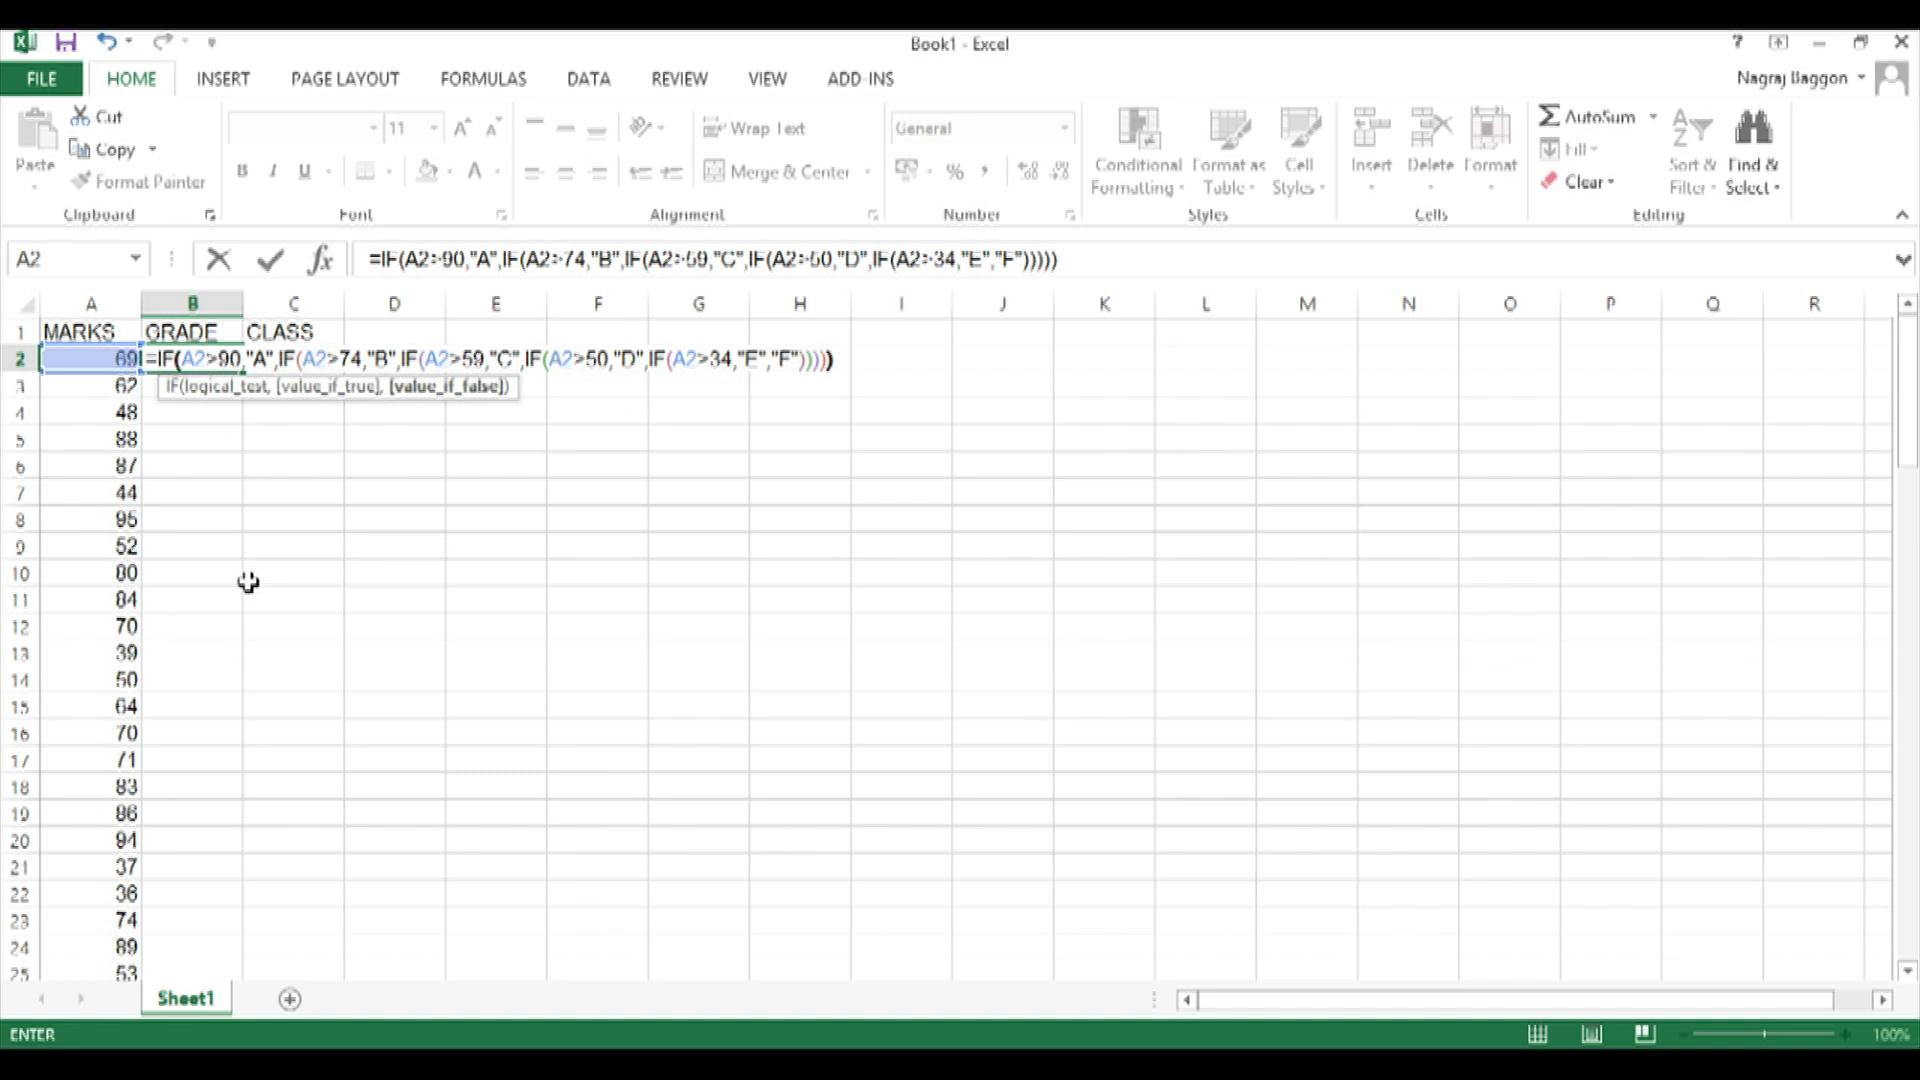 Book1 - Excel
?
FILE HOME INSERT PAGE LAYOUT FORMULAS DATA REVIEW VIEW ADD-INS
Cut
Copy
Format Painter
Paste
Clipboard
11
B I U
A
Font
Wrap Text
Merge & Center
Alignment
General
%
Number
Conditional Formatting
Format as Table
Cell Styles
Styles
Insert Delete Format
Cells
AutoSum
Fill
Clear
Sort & Filter
Find & Select
Editing
A2 fx =IF(A2>90,"A",IF(A2>74,"B",IF(A2>59,"C",IF(A2>50,"D",IF(A2>34,"E","F")))))
A B C D E F G H I J K L M N O P Q R
1 MARKS GRADE CLASS
2 69 =IF(A2>90,"A",IF(A2>74,"B",IF(A2>59,"C",IF(A2>50,"D",IF(A2>34,"E","F")))))
IF(logical_test, [value_if_true], [value_if_false])
3 62
4 48
5 88
6 87
7 44
8 95
9 52
10 80
11 84
12 70
13 39
14 50
15 64
16 70
17 71
18 83
19 86
20 94
21 37
22 36
23 74
24 89
25 53
Sheet1
ENTER
100%